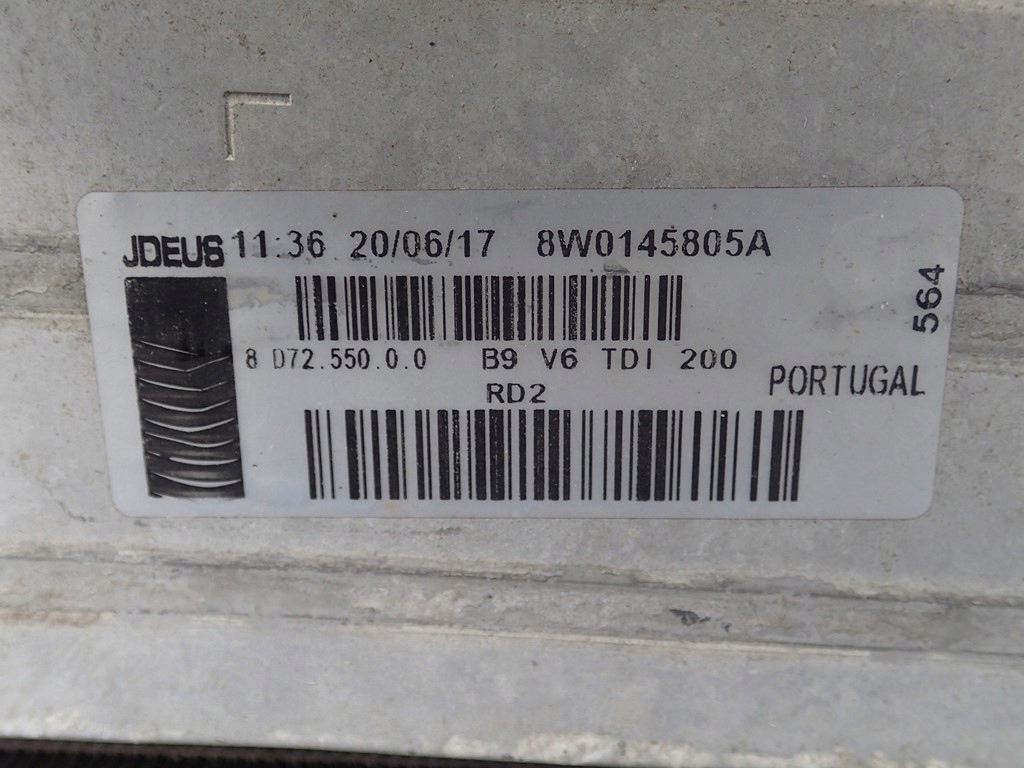 JDEUS 11:36 20/06/17 8W0145805A
564
8 D72.550.0.0 B9 V6 TDI 200
RD2
PORTUGAL